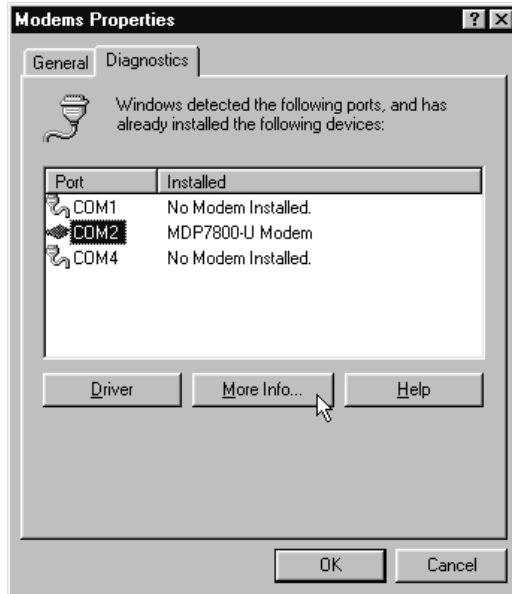 Modems Properties
General Diagnostics
Windows detected the following ports, and has
already installed the following devices:
Port Installed
COM1 No Modem Installed.
COM2 MDP7800-U Modem
COM4 No Modem Installed.
Driver More Info... Help
OK Cancel